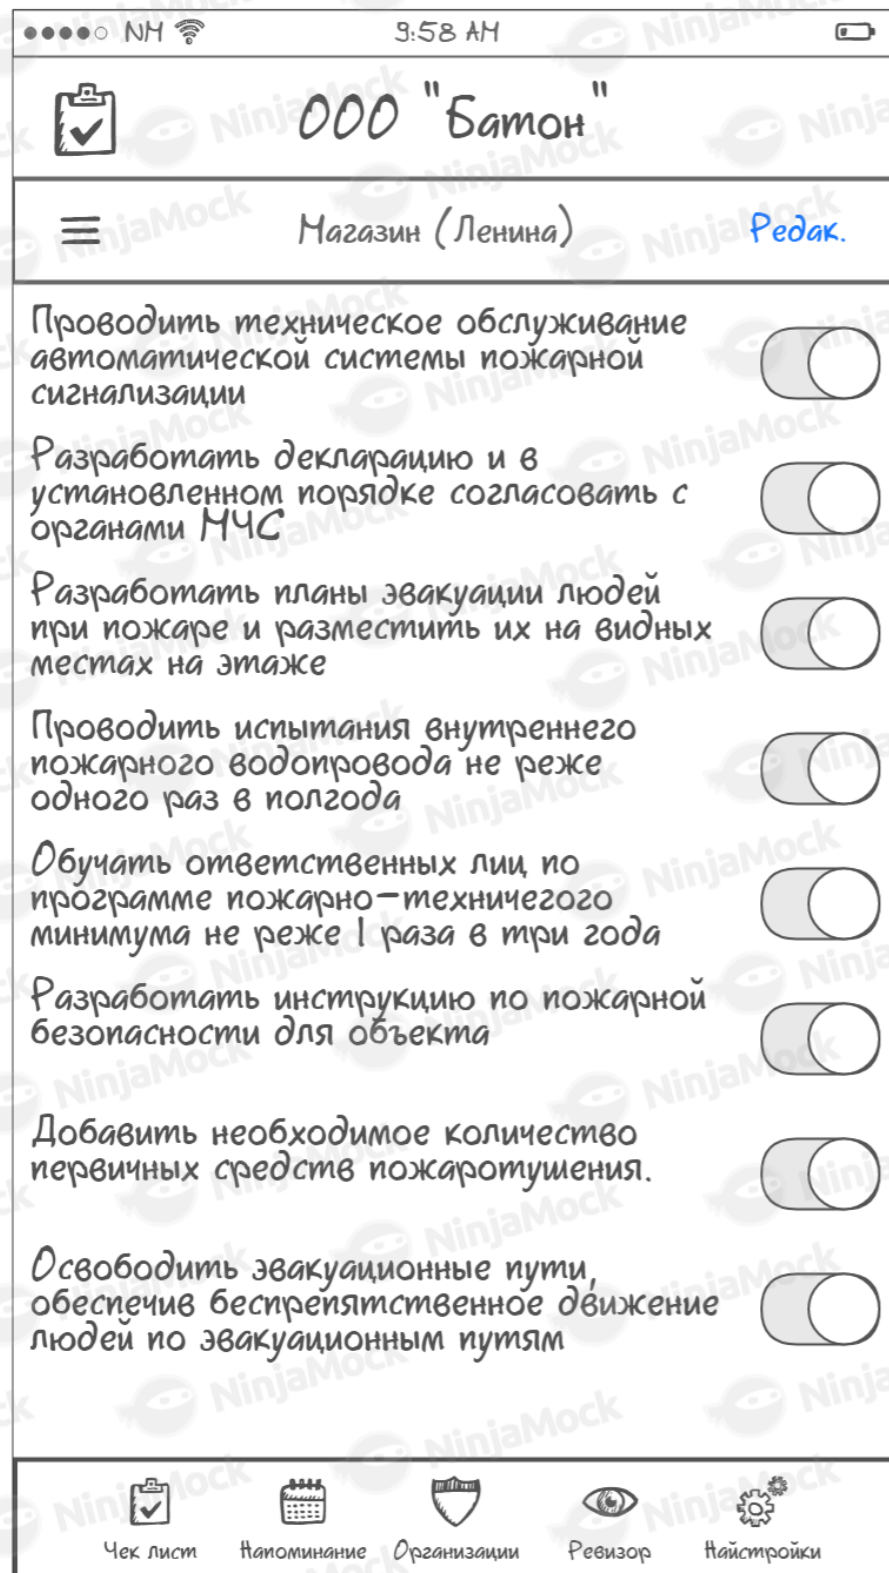 NM 9:58 AM
ООО "Батон"
Магазин (Ленина) Редак.
Проводить техническое обслуживание
автоматической системы пожарной
сигнализации
Разработать декларацию и в
установленном порядке согласовать с
органами МЧС
Разработать планы эвакуации людей
при пожаре и разместить их на видных
местах на этаже
Проводить испытания внутреннего
пожарного водопровода не реже
одного раз в полгода
Обучать ответственных лиц по
программе пожарно-техничегого
минимума не реже 1 раза в три года
Разработать инструкцию по пожарной
безопасности для объекта
Добавить необходимое количество
первичных средств пожаротушения.
Освободить эвакуационные пути,
обеспечив беспрепятственное движение
людей по эвакуационным путям
Чек лист Напоминание Организации Ревизор Найстройки
NinjaMock